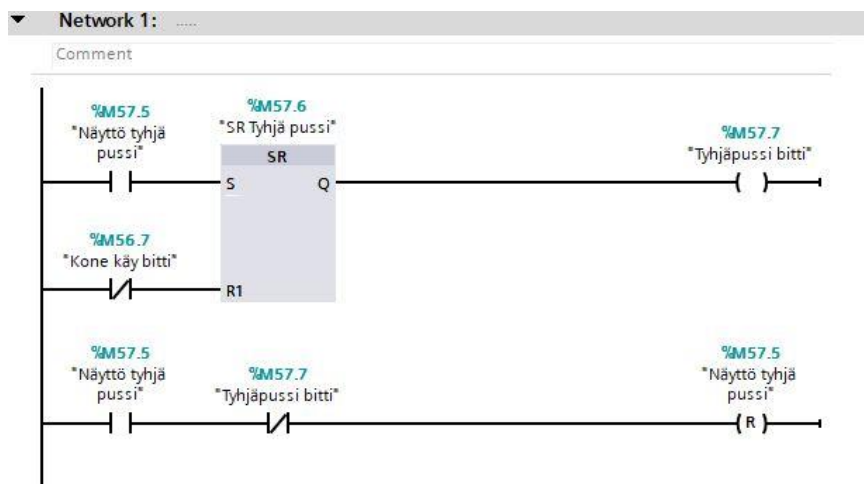 Network 1: .....
Comment
%M57.5
"Näyttö tyhjä
pussi"
%M57.6
"SR Tyhjä pussi"
SR
S
Q
%M57.7
"Tyhjäpussi bitti"
%M56.7
"Kone käy bitti"
R1
%M57.5
"Näyttö tyhjä
pussi"
%M57.7
"Tyhjäpussi bitti"
%M57.5
"Näyttö tyhjä
pussi"
R